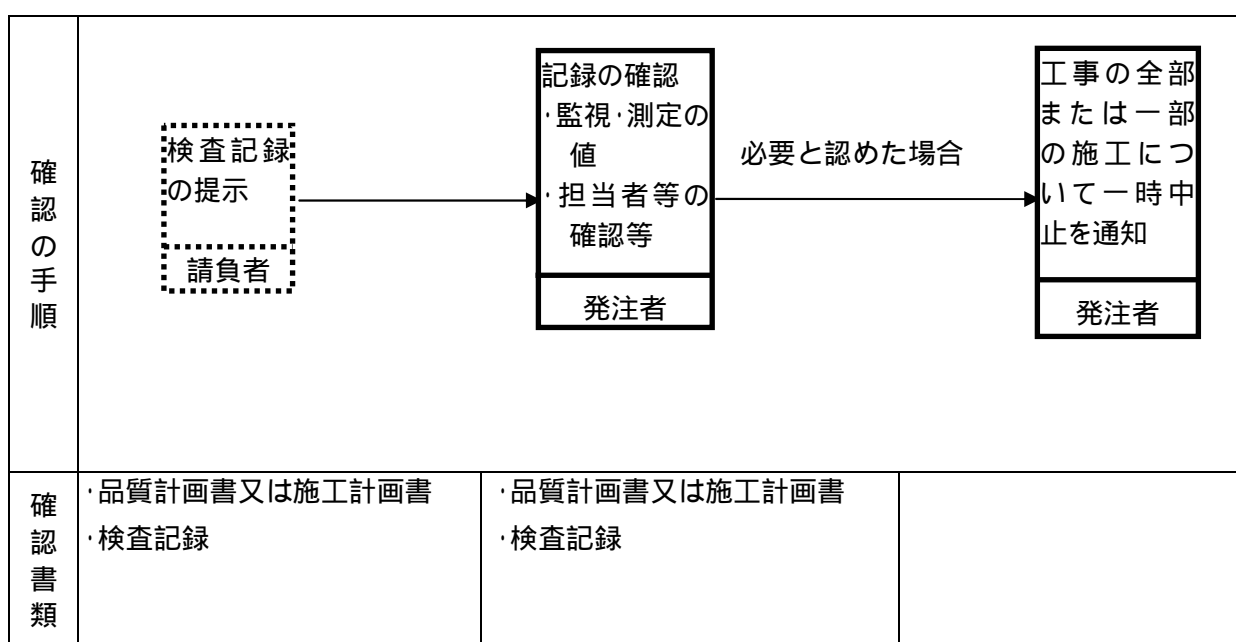 確認の手順
検査記録
の提示
請負者
記録の確認
・監視・測定の
値
・担当者等の
確認等
発注者
必要と認めた場合
工事の全部
または一部
の施工につ
いて一時中
止を通知
発注者
確認書類
・品質計画書又は施工計画書
・検査記録
・品質計画書又は施工計画書
・検査記録